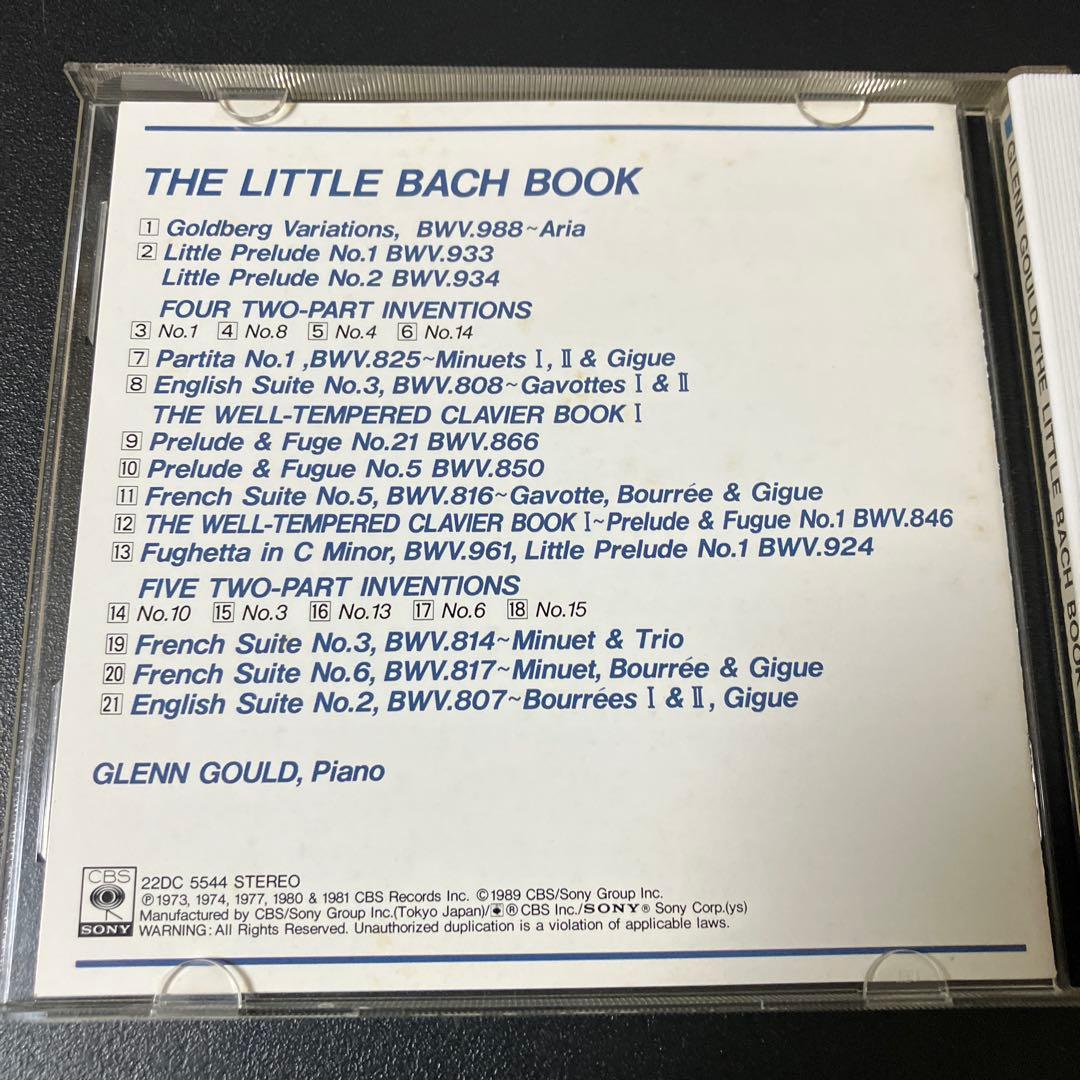 THE LITTLE BACH BOOK
1 Goldberg Variations, BWV.988~Aria
2 Little Prelude No.1 BWV.933
Little Prelude No.2 BWV.934
FOUR TWO-PART INVENTIONS
3 No.1 4 No.8 5 No.4 6 No.14
7 Partita No.1 ,BWV.825~Minuets I, II & Gigue
8 English Suite No.3, BWV.808~Gavottes I & II
THE WELL-TEMPERED CLAVIER BOOK I
9 Prelude & Fuge No.21 BWV.866
10 Prelude & Fugue No.5 BWV.850
11 French Suite No.5, BWV.816~Gavotte, Bourrée & Gigue
12 THE WELL-TEMPERED CLAVIER BOOK I~Prelude & Fugue No.1 BWV.846
13 Fughetta in C Minor, BWV.961, Little Prelude No.1 BWV.924
FIVE TWO-PART INVENTIONS
14 No.10 15 No.3 16 No.13 17 No.6 18 No.15
19 French Suite No.3, BWV.814~Minuet & Trio
20 French Suite No.6, BWV.817~Minuet, Bourrée & Gigue
21 English Suite No.2, BWV.807~Bourrées I & II, Gigue
GLENN GOULD, Piano
CBS
SONY
22DC 5544 STEREO
℗1973, 1974, 1977, 1980 & 1981 CBS Records Inc. ©1989 CBS/Sony Group Inc.
Manufactured by CBS/Sony Group Inc.(Tokyo Japan)/® CBS Inc./SONY® Sony Corp.(ys)
WARNING: All Rights Reserved. Unauthorized duplication is a violation of applicable laws.
GLENN GOULD/THE LITTLE BACH BOOK